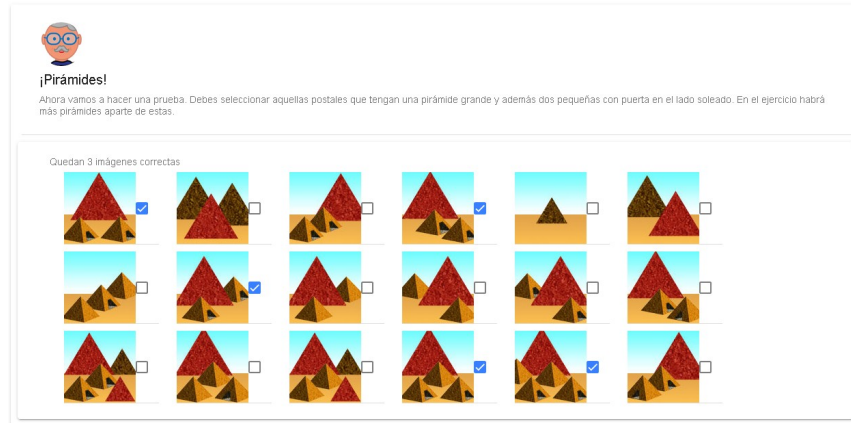 ¡Pirámides!
Ahora vamos a hacer una prueba. Debes seleccionar aquellas postales que tengan una pirámide grande y además dos pequeñas con puerta en el lado soleado. En el ejercicio habrá
más pirámides aparte de estas.
Quedan 3 imágenes correctas